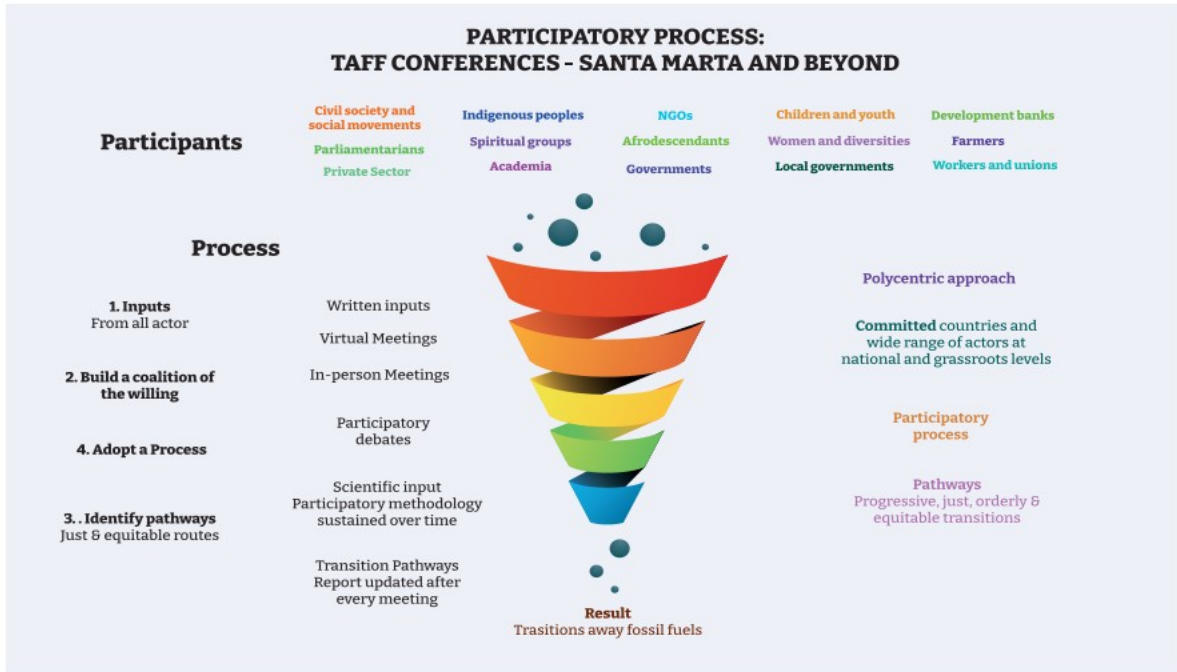 PARTICIPATORY PROCESS:
TAFF CONFERENCES - SANTA MARTA AND BEYOND
Participants
Civil society and
social movements
Parliamentarians
Private Sector
Indigenous peoples
Spiritual groups
Academia
NGOs
Afrodescendants
Governments
Children and youth
Women and diversities
Local governments
Development banks
Farmers
Workers and unions
Process
1. Inputs
From all actor
2. Build a coalition of
the willing
4. Adopt a Process
3. . Identify pathways
Just & equitable routes
Written inputs
Virtual Meetings
In-person Meetings
Participatory
debates
Scientific input
Participatory methodology
sustained over time
Transition Pathways
Report updated after
every meeting
Polycentric approach
Committed countries and
wide range of actors at
national and grassroots levels
Participatory
process
Pathways
Progressive, just, orderly &
equitable transitions
Result
Trasitions away fossil fuels